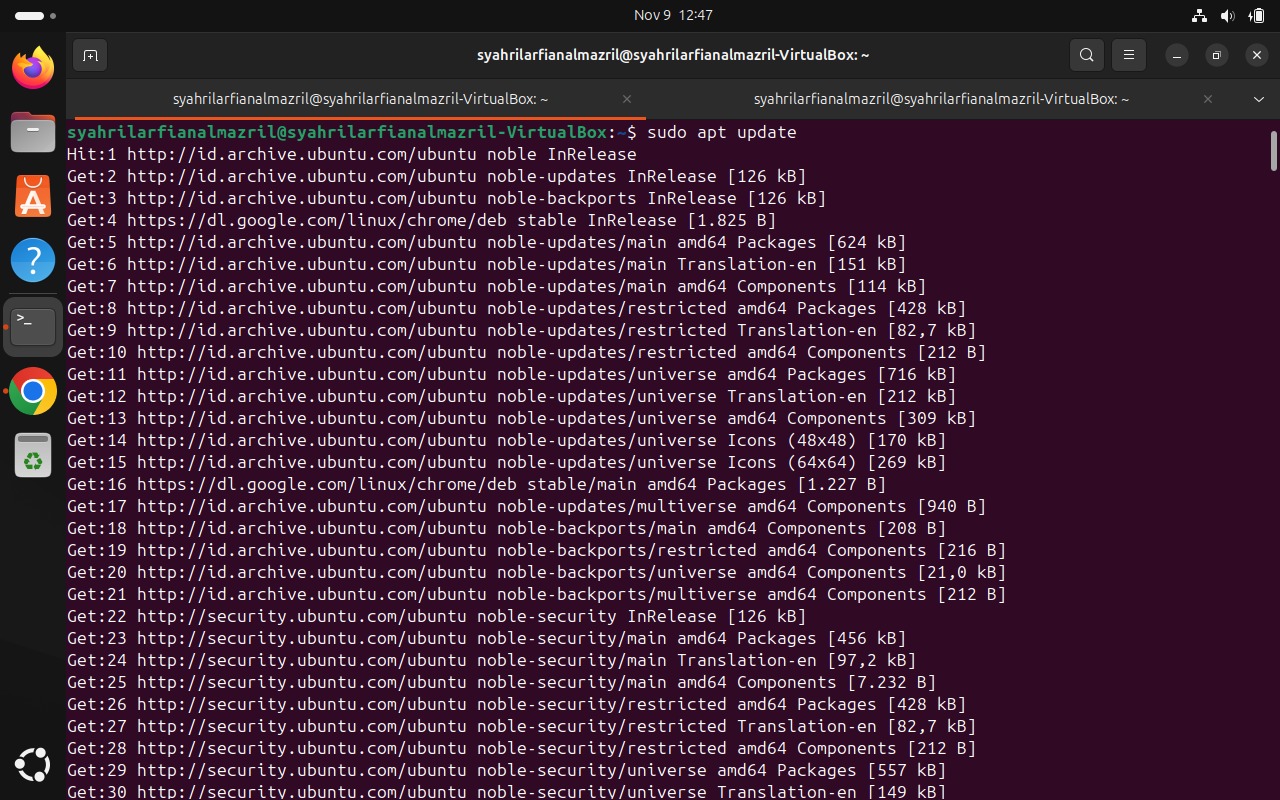 Nov 9 12:47
syahrilarfianalmazril@syahrilarfianalmazril-VirtualBox: ~
syahrilarfianalmazril@syahrilarfianalmazril-VirtualBox: ~
syahrilarfianalmazril@syahrilarfianalmazril-VirtualBox: ~
syahrilarfianalmazril@syahrilarfianalmazril-VirtualBox:~$ sudo apt update
Hit:1 http://id.archive.ubuntu.com/ubuntu noble InRelease
Get:2 http://id.archive.ubuntu.com/ubuntu noble-updates InRelease [126 kB]
Get:3 http://id.archive.ubuntu.com/ubuntu noble-backports InRelease [126 kB]
Get:4 https://dl.google.com/linux/chrome/deb stable InRelease [1.825 B]
Get:5 http://id.archive.ubuntu.com/ubuntu noble-updates/main amd64 Packages [624 kB]
Get:6 http://id.archive.ubuntu.com/ubuntu noble-updates/main Translation-en [151 kB]
Get:7 http://id.archive.ubuntu.com/ubuntu noble-updates/main amd64 Components [114 kB]
Get:8 http://id.archive.ubuntu.com/ubuntu noble-updates/restricted amd64 Packages [428 kB]
Get:9 http://id.archive.ubuntu.com/ubuntu noble-updates/restricted Translation-en [82,7 kB]
Get:10 http://id.archive.ubuntu.com/ubuntu noble-updates/restricted amd64 Components [212 B]
Get:11 http://id.archive.ubuntu.com/ubuntu noble-updates/universe amd64 Packages [716 kB]
Get:12 http://id.archive.ubuntu.com/ubuntu noble-updates/universe Translation-en [212 kB]
Get:13 http://id.archive.ubuntu.com/ubuntu noble-updates/universe amd64 Components [309 kB]
Get:14 http://id.archive.ubuntu.com/ubuntu noble-updates/universe Icons (48x48) [170 kB]
Get:15 http://id.archive.ubuntu.com/ubuntu noble-updates/universe Icons (64x64) [269 kB]
Get:16 https://dl.google.com/linux/chrome/deb stable/main amd64 Packages [1.227 B]
Get:17 http://id.archive.ubuntu.com/ubuntu noble-updates/multiverse amd64 Components [940 B]
Get:18 http://id.archive.ubuntu.com/ubuntu noble-backports/main amd64 Components [208 B]
Get:19 http://id.archive.ubuntu.com/ubuntu noble-backports/restricted amd64 Components [216 B]
Get:20 http://id.archive.ubuntu.com/ubuntu noble-backports/universe amd64 Components [21,0 kB]
Get:21 http://id.archive.ubuntu.com/ubuntu noble-backports/multiverse amd64 Components [212 B]
Get:22 http://security.ubuntu.com/ubuntu noble-security InRelease [126 kB]
Get:23 http://security.ubuntu.com/ubuntu noble-security/main amd64 Packages [456 kB]
Get:24 http://security.ubuntu.com/ubuntu noble-security/main Translation-en [97,2 kB]
Get:25 http://security.ubuntu.com/ubuntu noble-security/main amd64 Components [7.232 B]
Get:26 http://security.ubuntu.com/ubuntu noble-security/restricted amd64 Packages [428 kB]
Get:27 http://security.ubuntu.com/ubuntu noble-security/restricted Translation-en [82,7 kB]
Get:28 http://security.ubuntu.com/ubuntu noble-security/restricted amd64 Components [212 B]
Get:29 http://security.ubuntu.com/ubuntu noble-security/universe amd64 Packages [557 kB]
Get:30 http://security.ubuntu.com/ubuntu noble-security/universe Translation-en [149 kB]